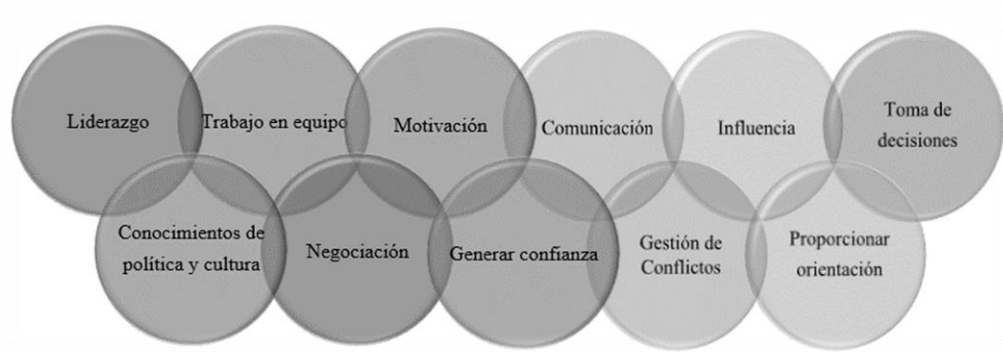 Liderazgo
Trabajo en equipo
Motivación
Comunicación
Influencia
Toma de
decisiones
Conocimientos de
política y cultura
Negociación
Generar confianza
Gestión de
Conflictos
Proporcionar
orientación